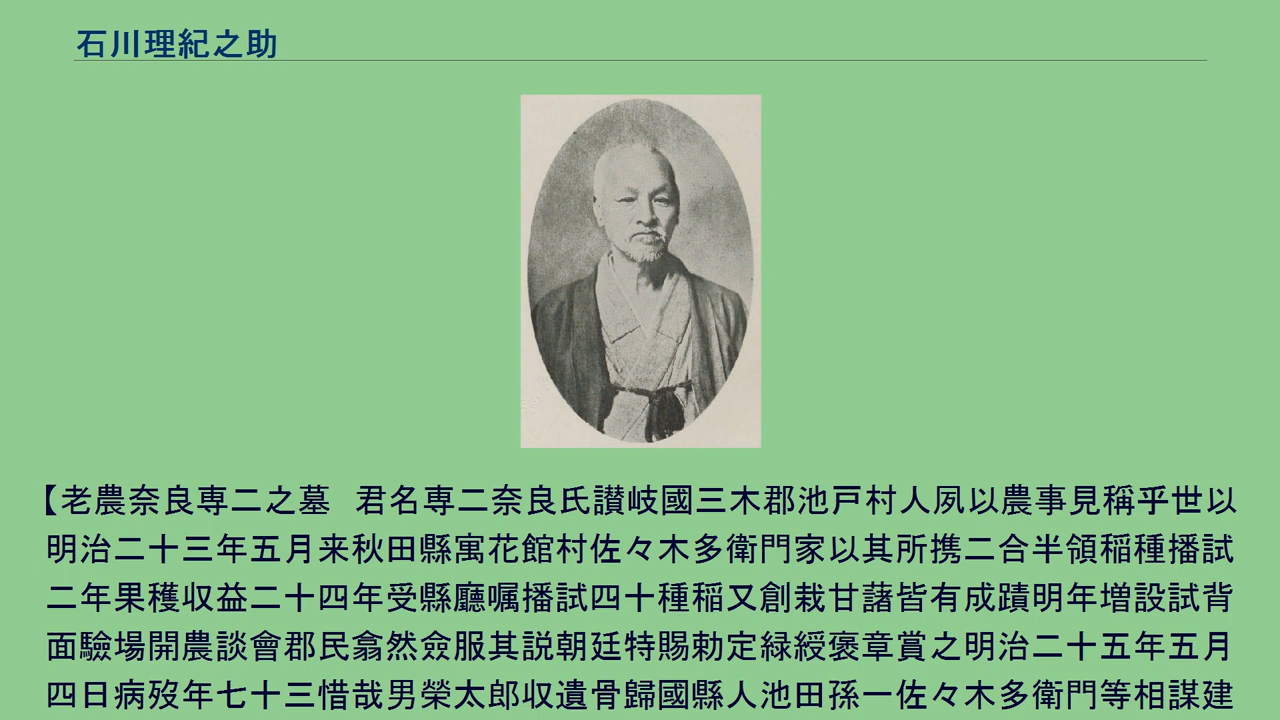 石川理紀之助
【老農奈良専二之墓　君名専二奈良氏讃岐國三木郡池戸村人夙以農事見稱乎世以
明治二十三年五月来秋田縣寓花館村佐々木多衛門家以其所携二合半領稲種播試
二年果穫収益二十四年受縣廳嘱播試四十種稲又創栽甘藷皆有成蹟明年増設試背
面驗場開農談會郡民翕然僉服其説朝廷特賜勅定緑綬褒章賞之明治二十五年五月
四日病歿年七十三惜哉男榮太郎収遺骨歸國縣人池田孫一佐々木多衛門等相謀建